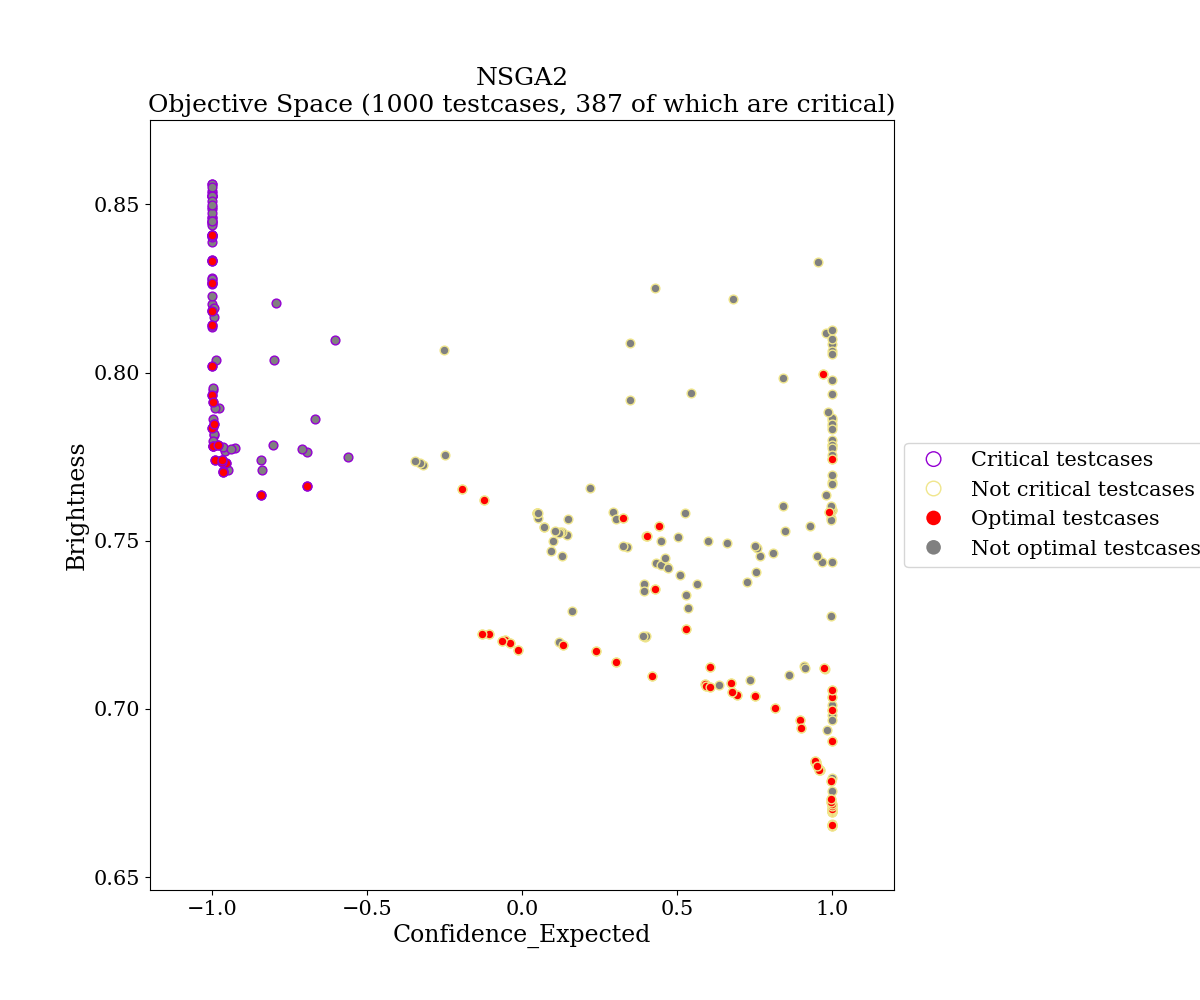 NSGA2
Objective Space (1000 testcases, 387 of which are critical)
0.85
0.80
0.75
0.70
0.65
Brightness
−1.0 −0.5 0.0 0.5 1.0
Confidence_Expected
Critical testcases
Not critical testcases
Optimal testcases
Not optimal testcases